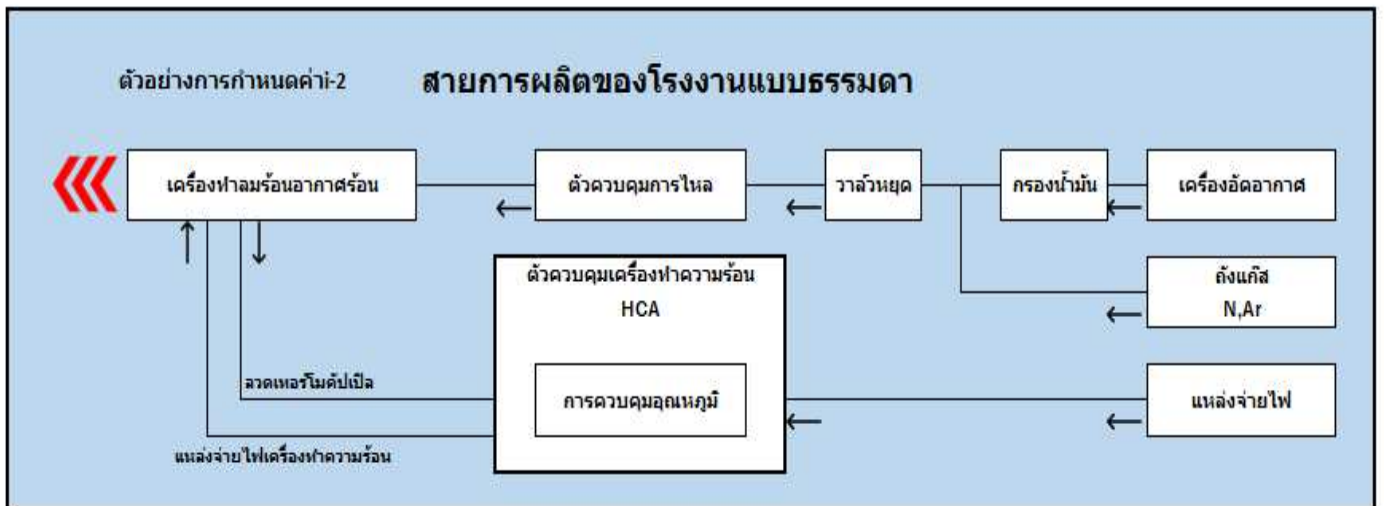 ตัวอย่างการกำหนดค่าi-2
สายการผลิตของโรงงานแบบธรรมดา
เครื่องทำลมร้อนอากาศร้อน
ตัวควบคุมการไหล
วาล์วหยุด
กรองน้ำมัน
เครื่องอัดอากาศ
ตัวควบคุมเครื่องทำความร้อน
HCA
ถังแก๊ส
N,Ar
ลวดเทอร์โมคัปเปิล
การควบคุมอุณหภูมิ
แหล่งจ่ายไฟ
แหล่งจ่ายไฟเครื่องทำความร้อน